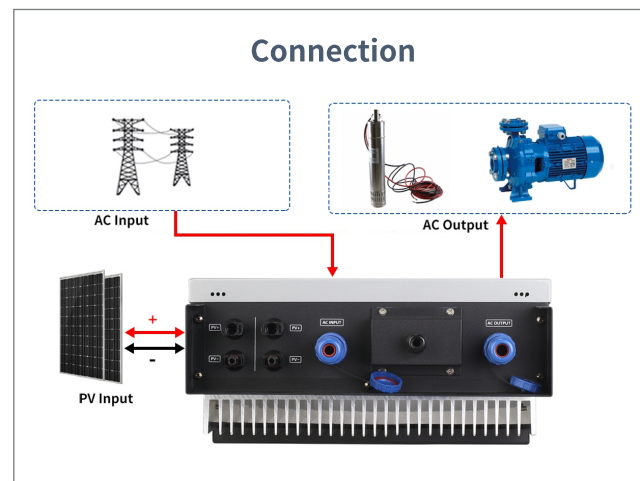 Connection
AC Input
AC Output
PV+
PV+
AC INPUT
AC OUTPUT
+
-
PV-
PV-
PV Input